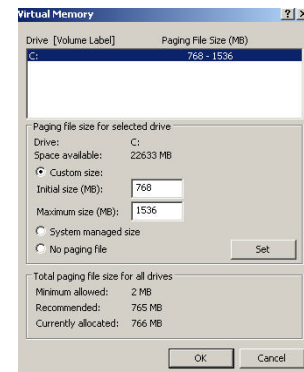 Virtual Memory
Drive [Volume Label] Paging File Size (MB)
C: 768 - 1536
Paging file size for selected drive
Drive: C:
Space available: 22633 MB
Custom size:
Initial size (MB): 768
Maximum size (MB): 1536
System managed size
No paging file Set
Total paging file size for all drives
Minimum allowed: 2 MB
Recommended: 765 MB
Currently allocated: 766 MB
OK Cancel